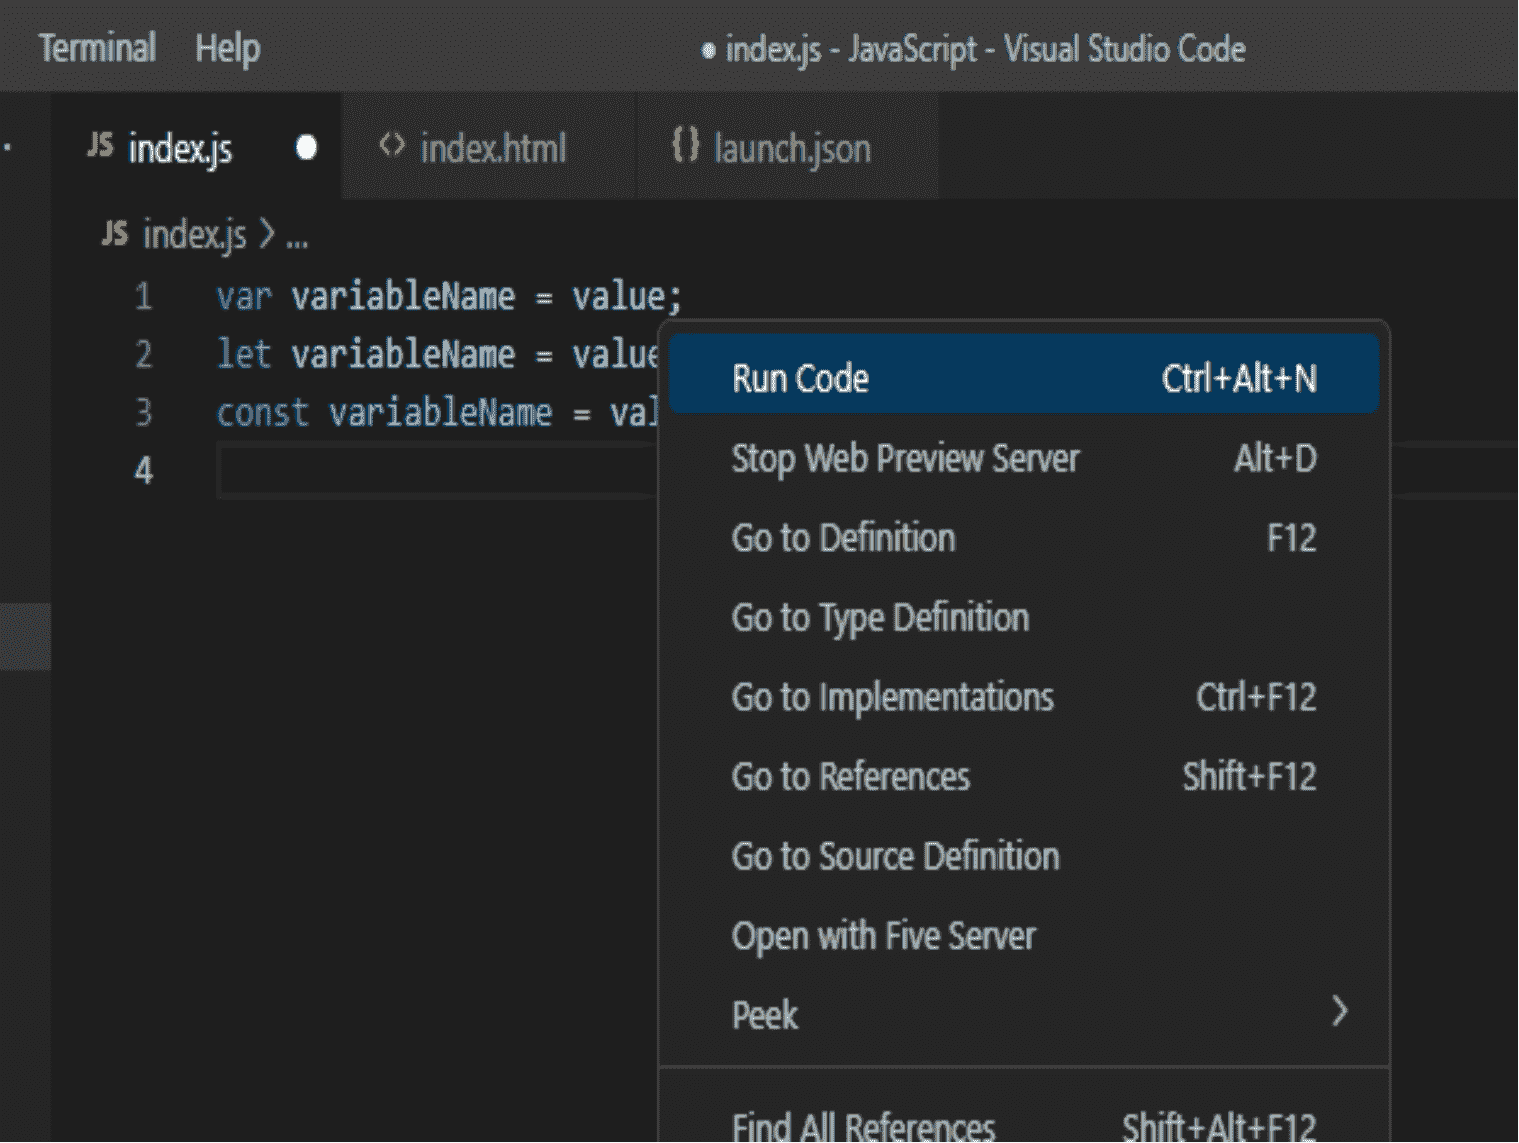 Terminal Help ● index.js - JavaScript - Visual Studio Code
JS index.js ● <> index.html {} launch.json
JS index.js > ...
1 var variableName = value;
2 let variableName = value
3 const variableName = val
4
Run Code Ctrl+Alt+N
Stop Web Preview Server Alt+D
Go to Definition F12
Go to Type Definition
Go to Implementations Ctrl+F12
Go to References Shift+F12
Go to Source Definition
Open with Five Server
Peek >
Find All References Shift+Alt+F12